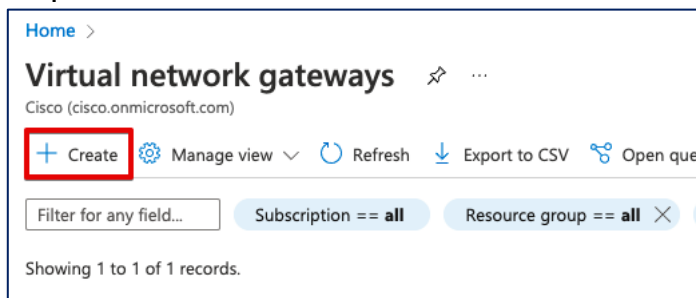 Home >
Virtual network gateways ...
Cisco (cisco.onmicrosoft.com)
+ Create Manage view Refresh Export to CSV Open que
Filter for any field... Subscription == all Resource group == all ×
Showing 1 to 1 of 1 records.